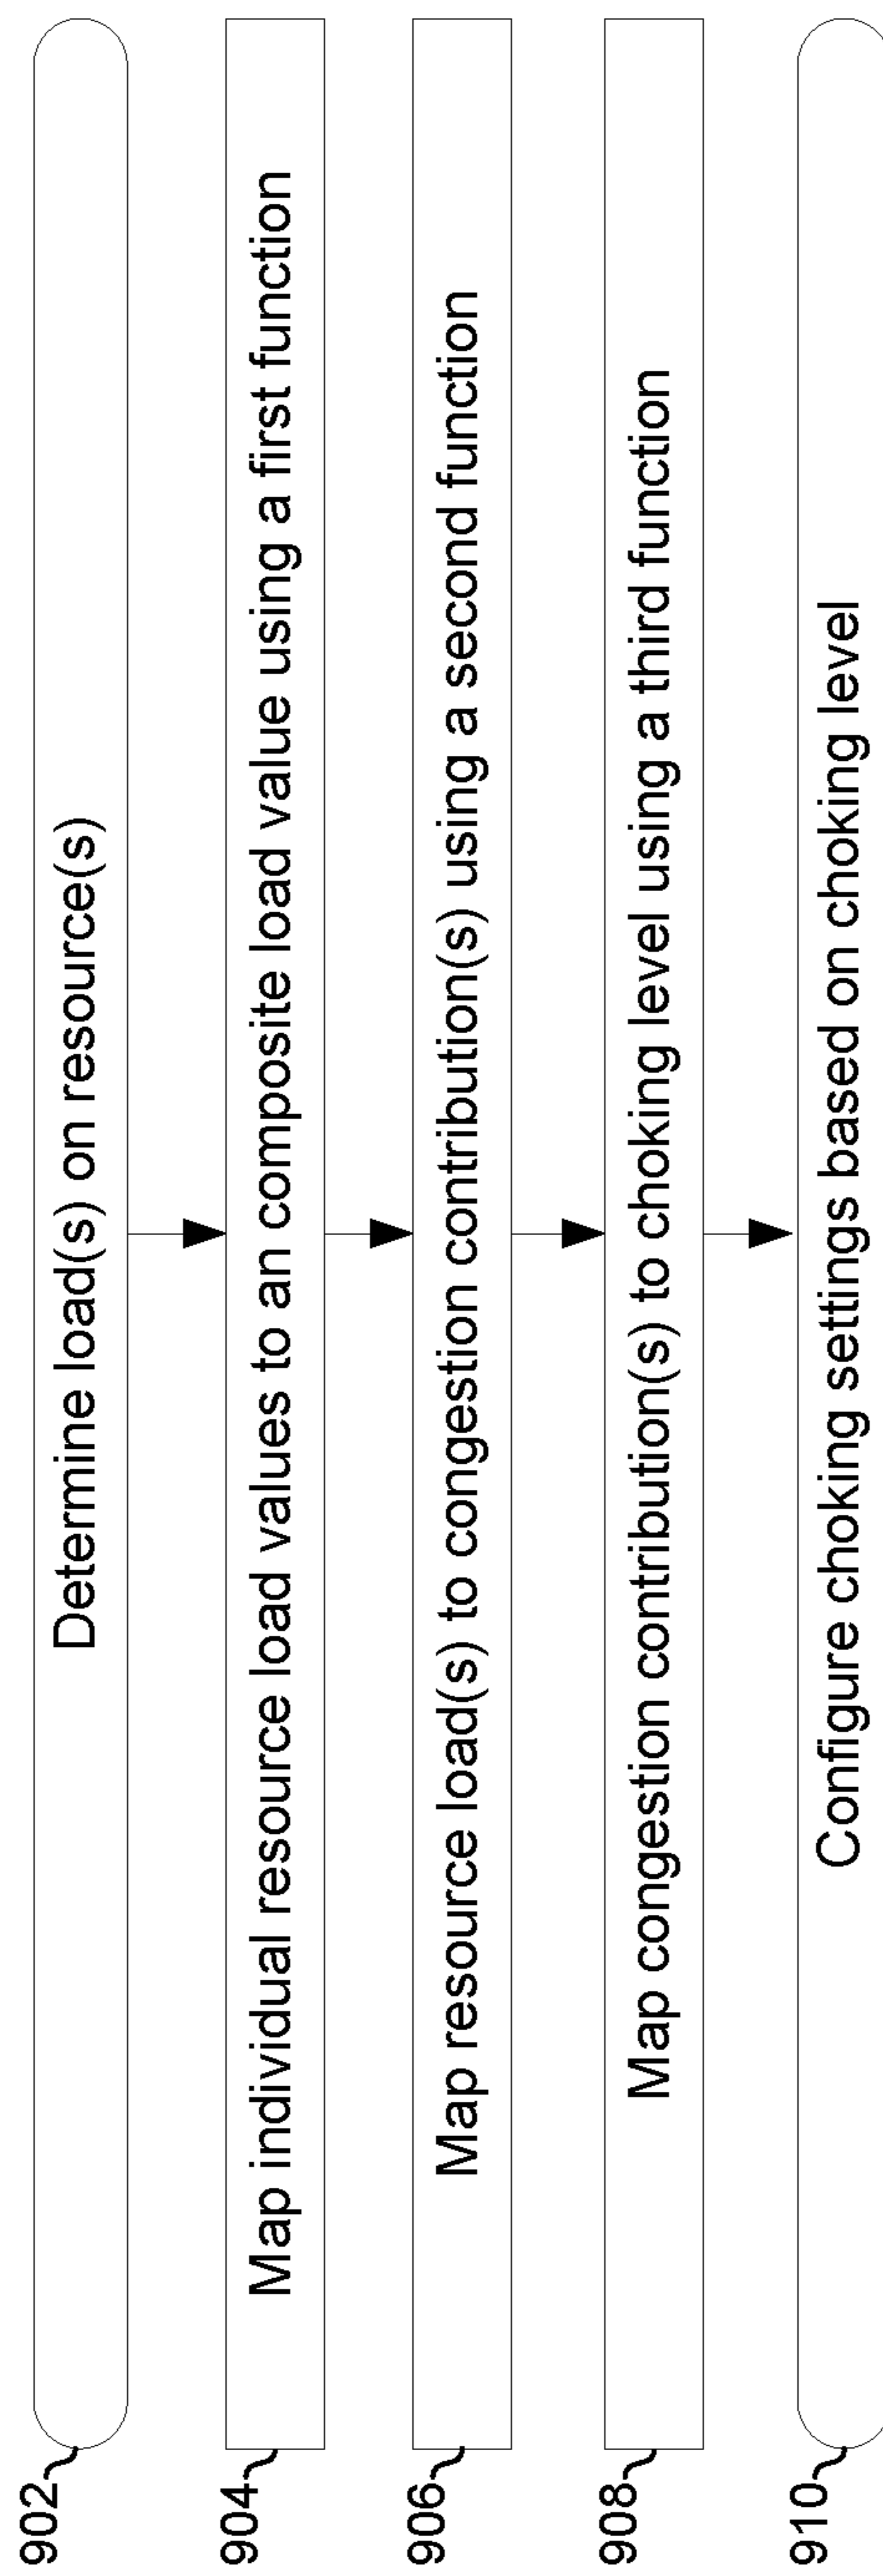 902
Determine load(s) on resource(s)
904
Map individual resource load values to an composite load value using a first function
906
Map resource load(s) to congestion contribution(s) using a second function
908
Map congestion contribution(s) to choking level using a third function
910
Configure choking settings based on choking level